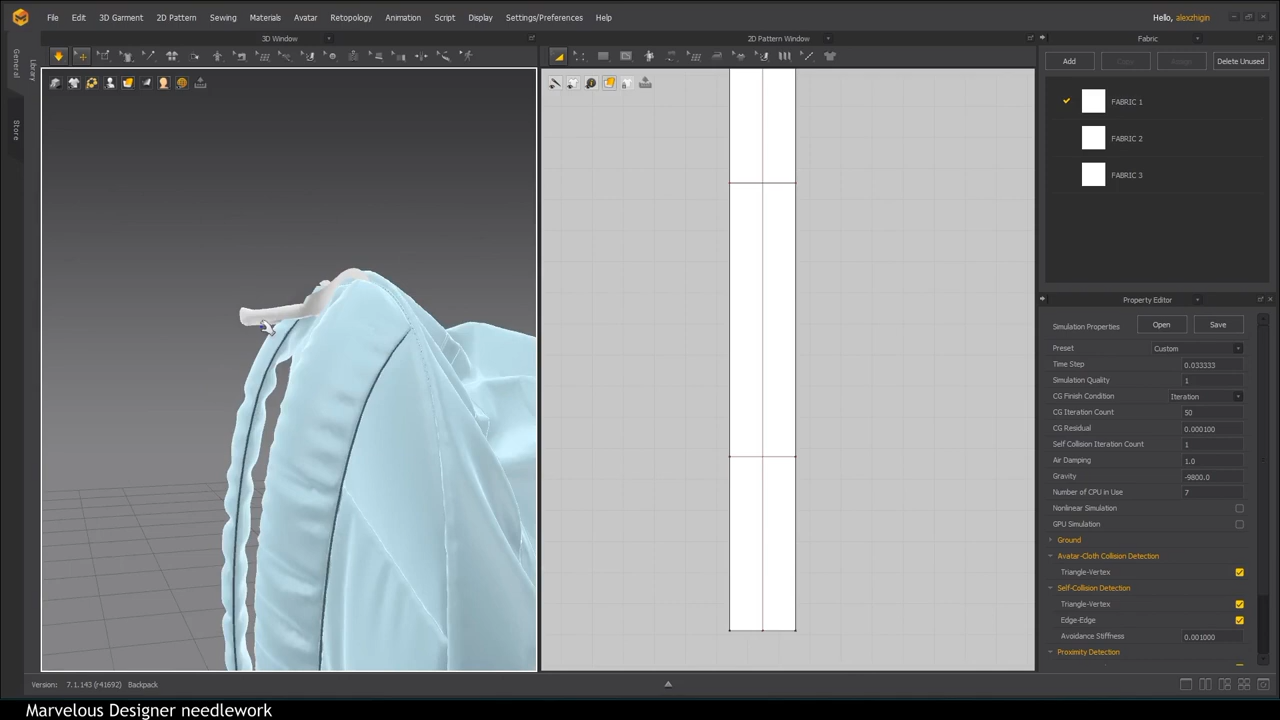 File Edit 3D Garment 2D Pattern Sewing Materials Avatar Retopology Animation Script Display Settings/Preferences Help Hello, alexzhigin
3D Window
2D Pattern Window
Fabric
General
Library
Store
Add Copy Assign Delete Unused
FABRIC 1
FABRIC 2
FABRIC 3
Property Editor
Simulation Properties Open Save
Preset Custom
Time Step 0.033333
Simulation Quality 1
CG Finish Condition Iteration
CG Iteration Count 50
CG Residual 0.000100
Self Collision Iteration Count 1
Air Damping 1.0
Gravity -9800.0
Number of CPU in Use 7
Nonlinear Simulation
GPU Simulation
Ground
Avatar-Cloth Collision Detection
Triangle-Vertex
Self-Collision Detection
Triangle-Vertex
Edge-Edge
Avoidance Stiffness 0.001000
Proximity Detection
Version: 7.1.143 (r41692) Backpack
Marvelous Designer needlework